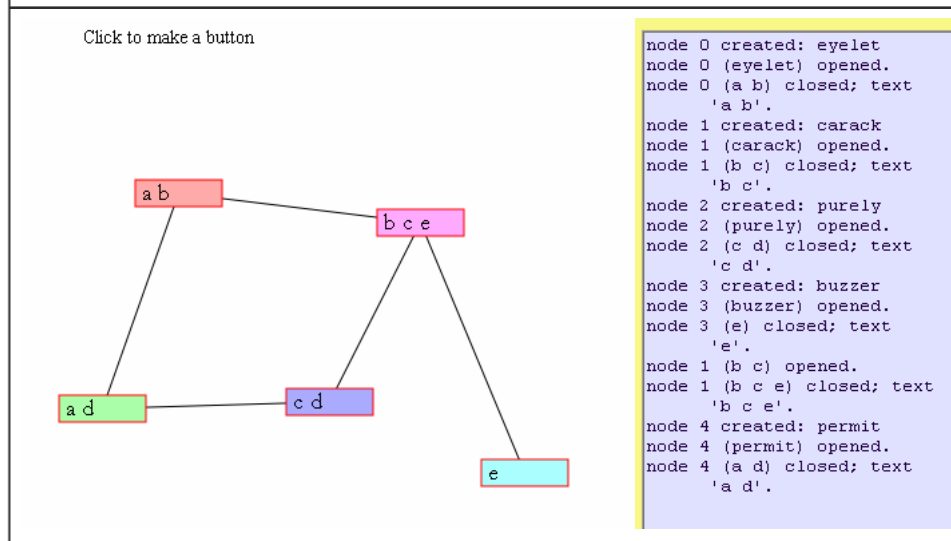 Click to make a button
a b
b c e
a d
c d
e
node 0 created: eyelet
node 0 (eyelet) opened.
node 0 (a b) closed; text
'a b'.
node 1 created: carack
node 1 (carack) opened.
node 1 (b c) closed; text
'b c'.
node 2 created: purely
node 2 (purely) opened.
node 2 (c d) closed; text
'c d'.
node 3 created: buzzer
node 3 (buzzer) opened.
node 3 (e) closed; text
'e'.
node 1 (b c) opened.
node 1 (b c e) closed; text
'b c e'.
node 4 created: permit
node 4 (permit) opened.
node 4 (a d) closed; text
'a d'.